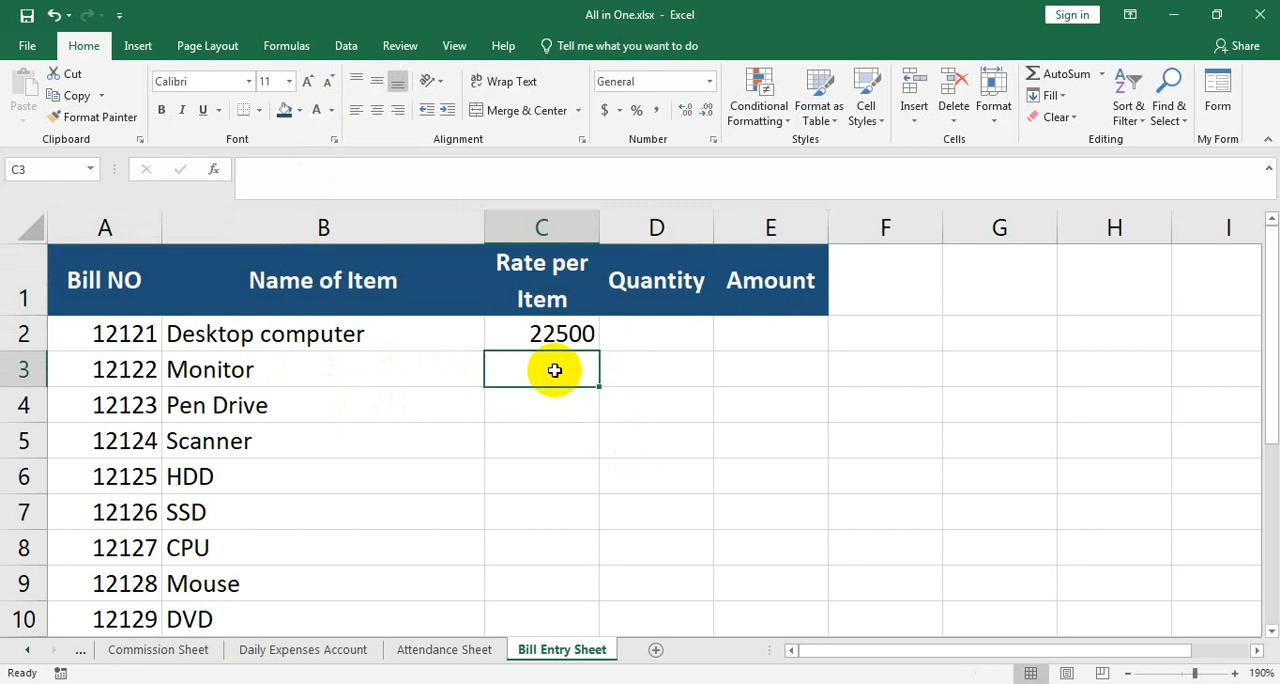 All in One.xlsx - Excel
Sign in
File Home Insert Page Layout Formulas Data Review View Help Tell me what you want to do Share
Paste
Cut
Copy
Format Painter
Clipboard
Calibri 11
B I U A
Font
Wrap Text
Merge & Center
Alignment
General
$ % ,
Number
Conditional Formatting
Format as Table
Cell Styles
Styles
Insert
Delete
Format
Cells
AutoSum
Fill
Clear
Sort & Filter
Find & Select
Editing
Form
My Form
C3
fx
A B C D E F G H I
1 Bill NO Name of Item Rate per Item Quantity Amount
2 12121 Desktop computer 22500
3 12122 Monitor
4 12123 Pen Drive
5 12124 Scanner
6 12125 HDD
7 12126 SSD
8 12127 CPU
9 12128 Mouse
10 12129 DVD
... Commission Sheet Daily Expenses Account Attendance Sheet Bill Entry Sheet
Ready
190%